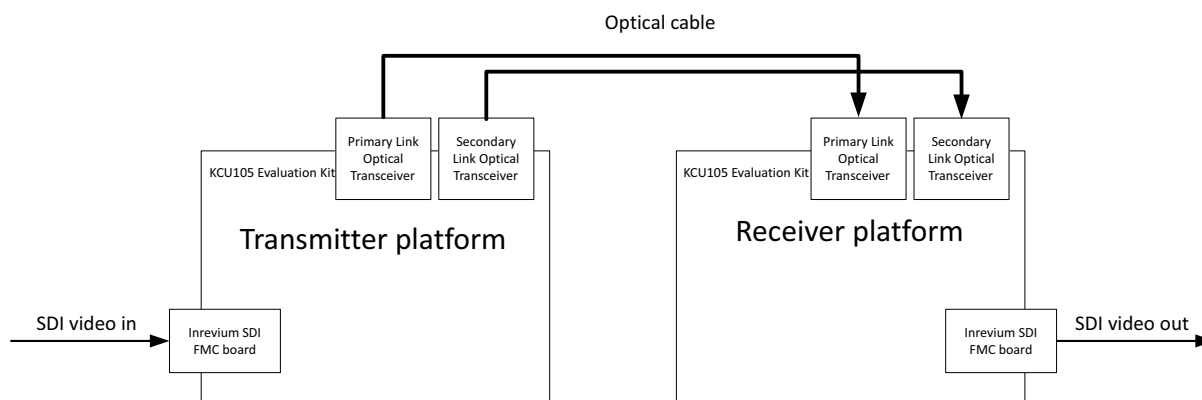 Optical cable
Primary Link
Optical
Transceiver
Secondary
Link Optical
Transceiver
KCU105 Evaluation Kit
Transmitter platform
SDI video in
Inrevium SDI
FMC board
Primary Link
Optical
Transceiver
Secondary
Link Optical
Transceiver
KCU105 Evaluation Kit
Receiver platform
Inrevium SDI
FMC board
SDI video out